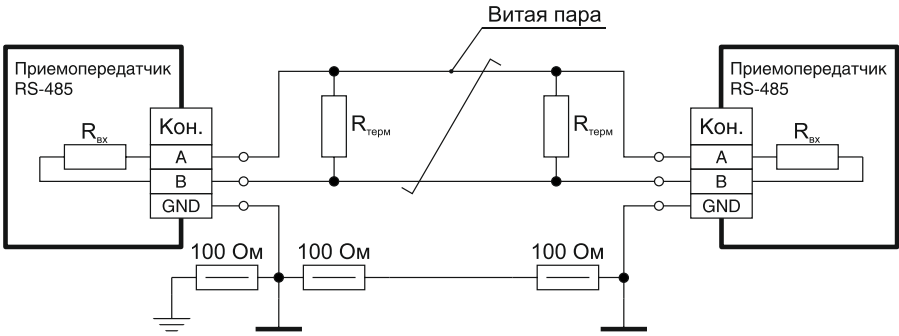 Витая пара
Приемопередатчик
RS-485
Кон.
Rвх
A
B
GND
Rтерм
Rтерм
Приемопередатчик
RS-485
Кон.
Rвх
A
B
GND
100 Ом
100 Ом
100 Ом